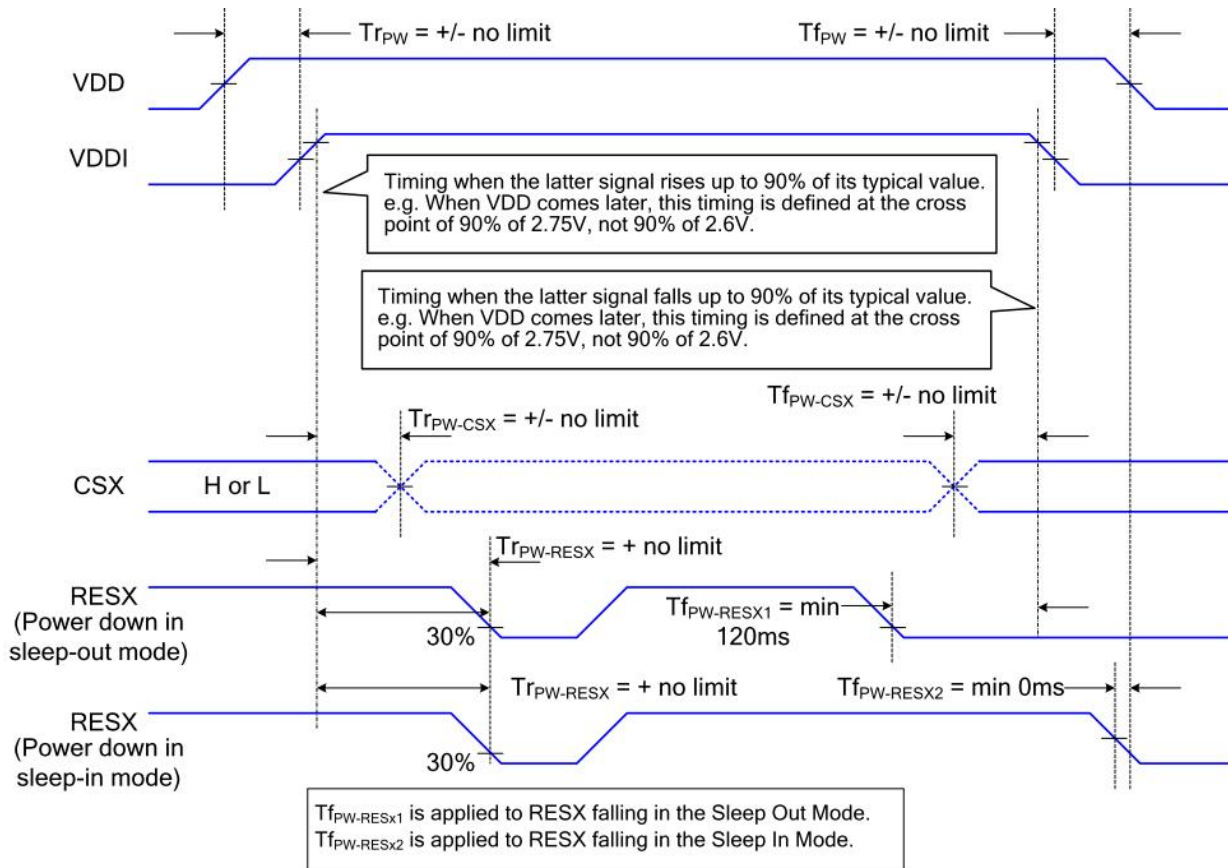 TrPW = +/- no limit
TfPW = +/- no limit
VDD
VDDI
Timing when the latter signal rises up to 90% of its typical value.
e.g. When VDD comes later, this timing is defined at the cross
point of 90% of 2.75V, not 90% of 2.6V.
Timing when the latter signal falls up to 90% of its typical value.
e.g. When VDD comes later, this timing is defined at the cross
point of 90% of 2.75V, not 90% of 2.6V.
TrPW-CSX = +/- no limit
TfPW-CSX = +/- no limit
CSX
H or L
TrPW-RESX = + no limit
RESX
(Power down in
sleep-out mode)
30%
TfPW-RESX1 = min
120ms
TrPW-RESX = + no limit
TfPW-RESX2 = min 0ms
RESX
(Power down in
sleep-in mode)
30%
TfPW-RESx1 is applied to RESX falling in the Sleep Out Mode.
TfPW-RESx2 is applied to RESX falling in the Sleep In Mode.